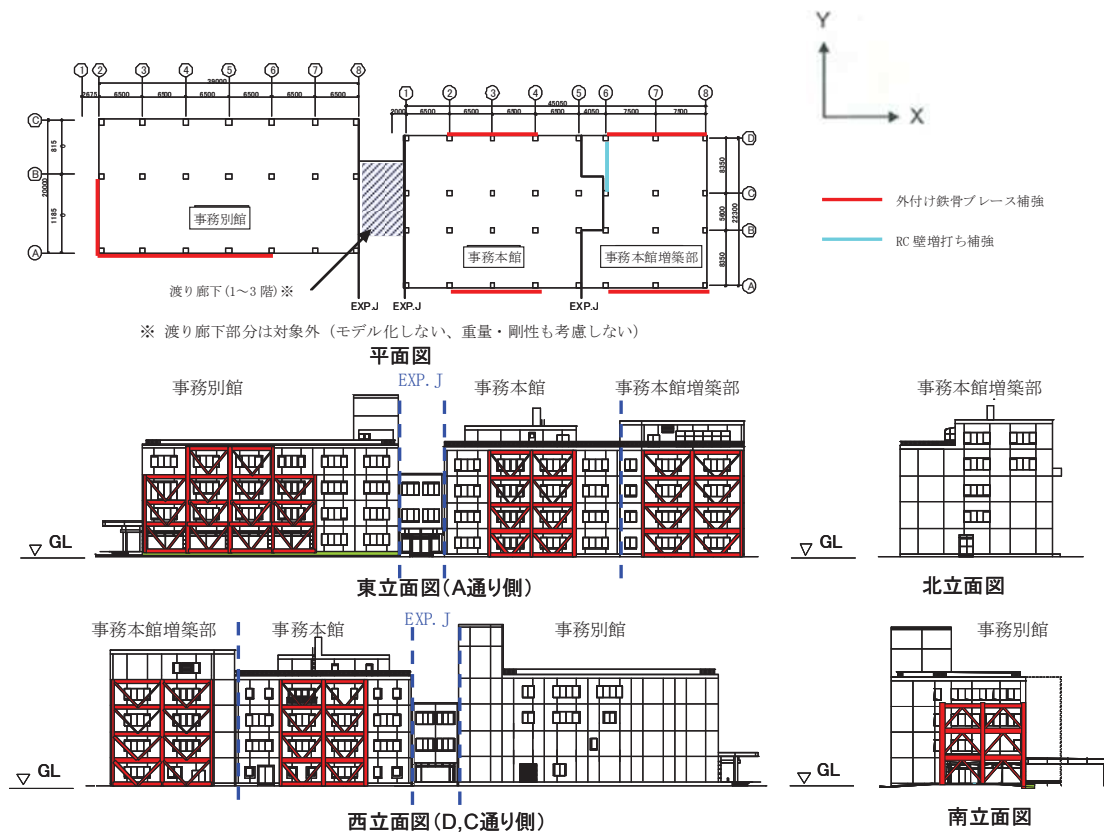 Y
X
1 2 3 4 5 6 7 8
39000
2675 6500 6500 6500 6500 6500 6500
1 2 3 4 5 6 7 8
45050
2000 6500 6500 6500 6500 4050 7500 7500
C
B
A
815
0
1185
0
20000
D
C
B
A
8350
5600
8350
22300
事務別館
事務本館
事務本館増築部
外付け鉄骨ブレース補強
RC 壁増打ち補強
渡り廊下(1～3 階)※
EXP.J
EXP.J
EXP.J
※ 渡り廊下部分は対象外 (モデル化しない、重量・剛性も考慮しない)
平面図
事務別館
EXP. J
事務本館
事務本館増築部
事務本館増築部
GL
GL
東立面図(A通り側)
北立面図
事務本館増築部
事務本館
EXP. J
事務別館
事務別館
GL
GL
西立面図(D,C通り側)
南立面図